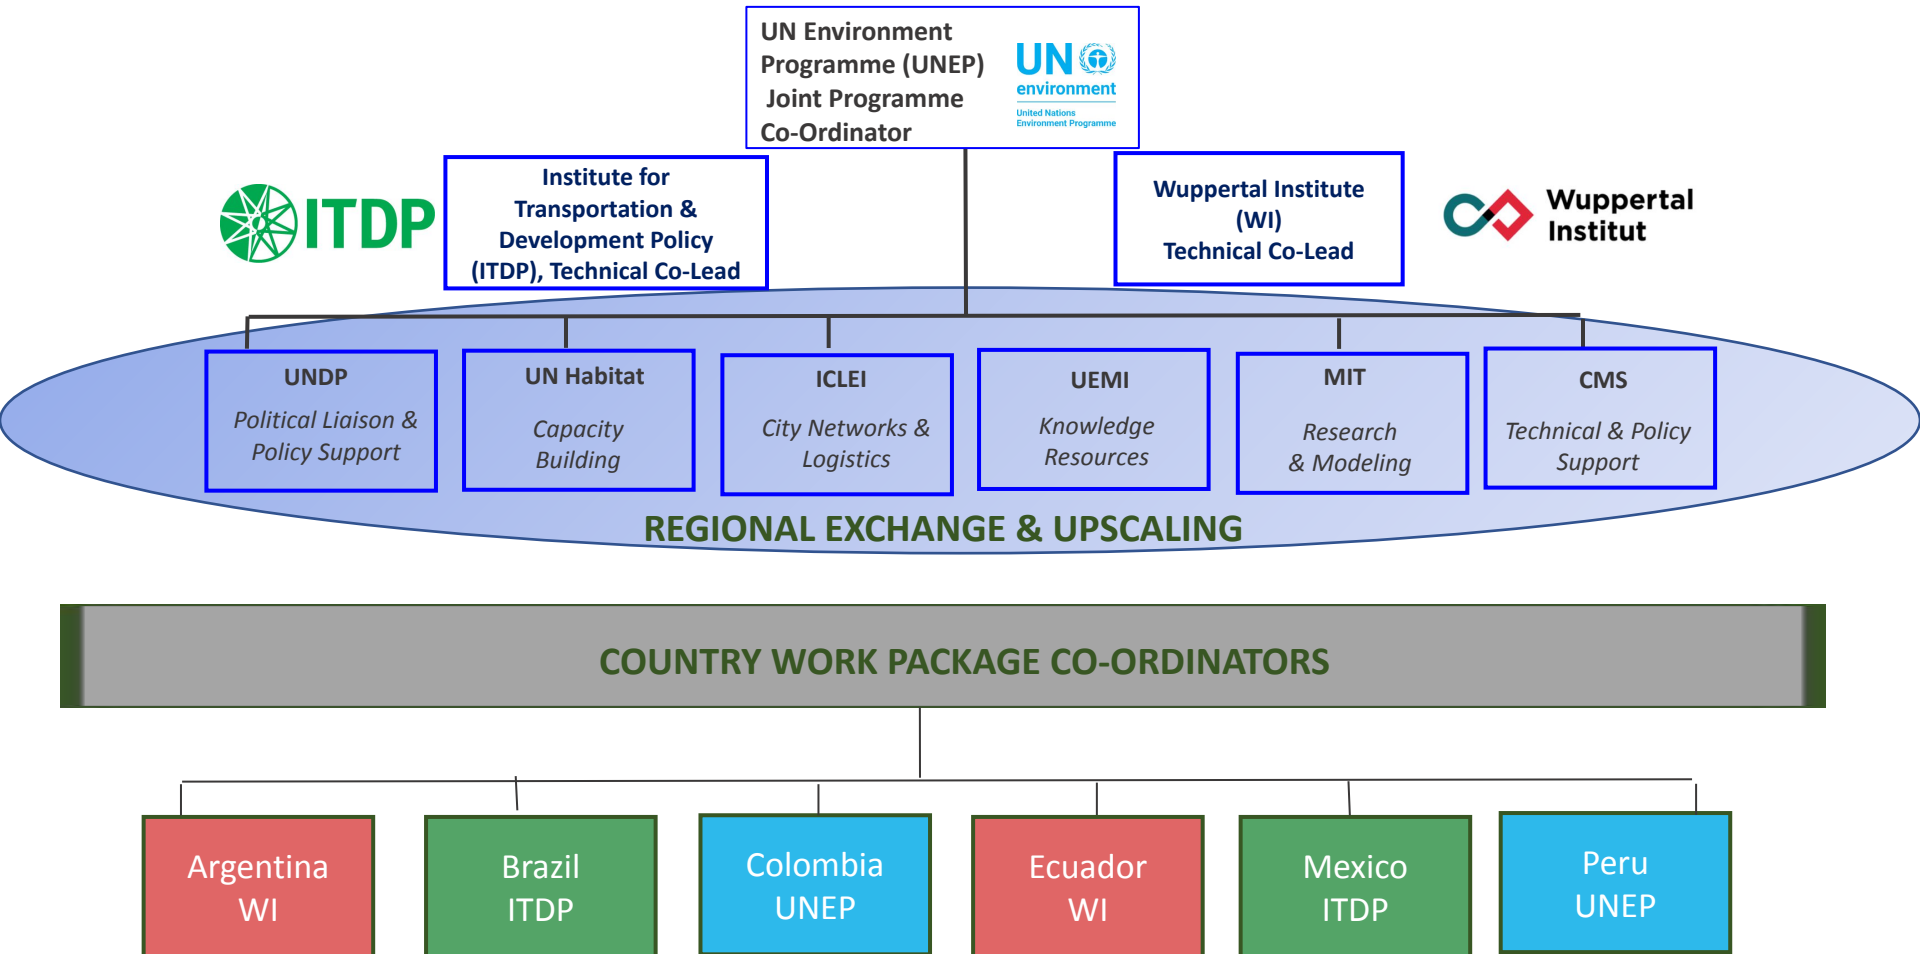 UN Environment
Programme (UNEP)
Joint Programme
Co-Ordinator
UN
environment
United Nations
Environment Programme
ITDP
Institute for
Transportation &
Development Policy
(ITDP), Technical Co-Lead
Wuppertal Institute
(WI)
Technical Co-Lead
Wuppertal
Institut
UNDP
Political Liaison &
Policy Support
UN Habitat
Capacity
Building
ICLEI
City Networks &
Logistics
UEMI
Knowledge
Resources
MIT
Research
& Modeling
CMS
Technical & Policy
Support
REGIONAL EXCHANGE & UPSCALING
COUNTRY WORK PACKAGE CO-ORDINATORS
Argentina
WI
Brazil
ITDP
Colombia
UNEP
Ecuador
WI
Mexico
ITDP
Peru
UNEP